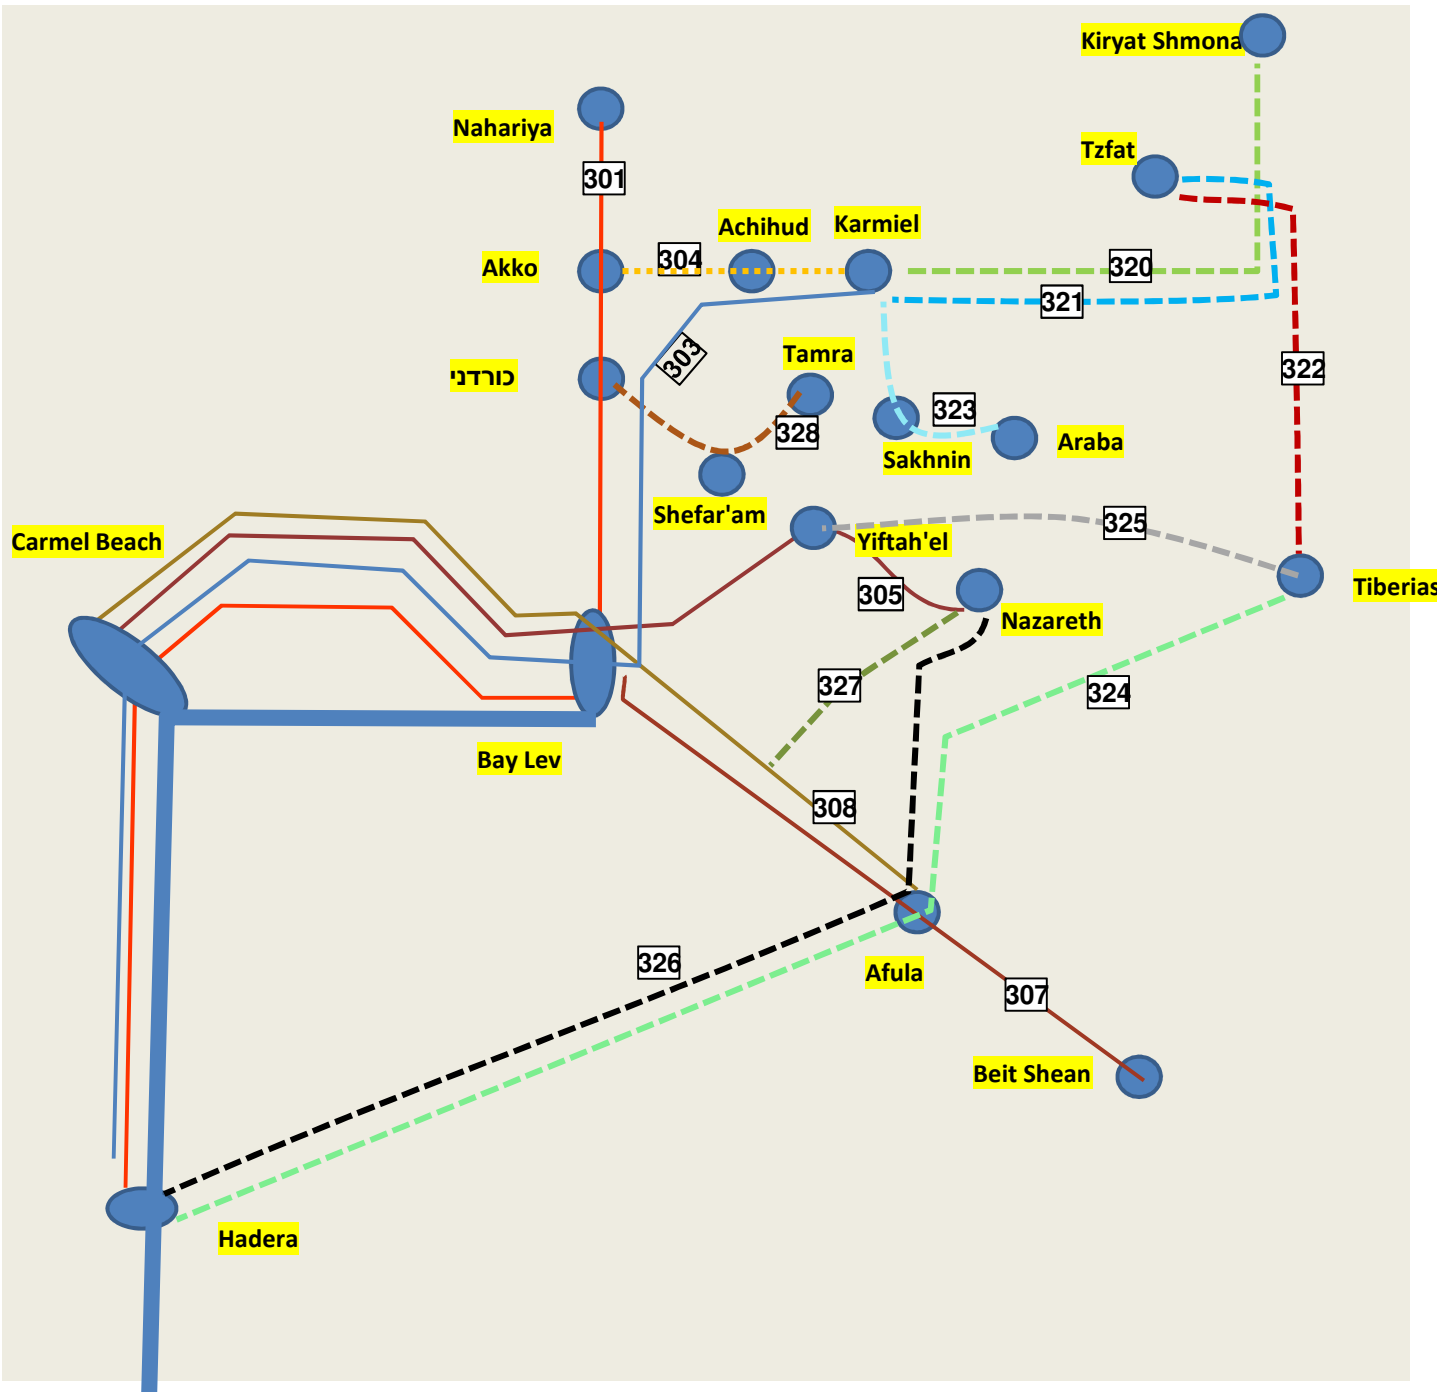 Kiryat Shmona
Nahariya
Tzfat
301
Achihud
Karmiel
Akko
304
320
321
כורדני
303
Tamra
322
323
328
Araba
Sakhnin
Shefar'am
325
Carmel Beach
Yiftah'el
Tiberias
305
Nazareth
327
324
Bay Lev
308
326
Afula
307
Beit Shean
Hadera